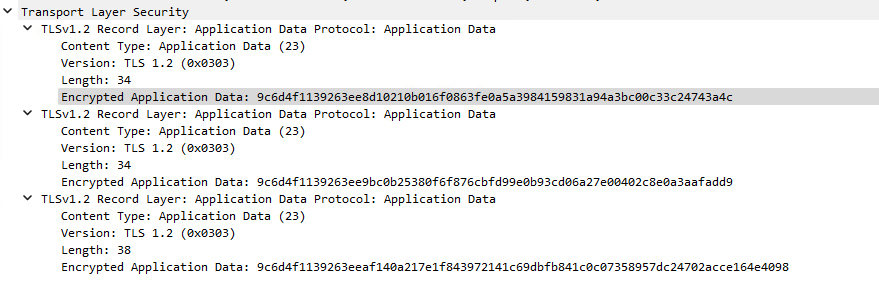 Transport Layer Security
TLSv1.2 Record Layer: Application Data Protocol: Application Data
Content Type: Application Data (23)
Version: TLS 1.2 (0x0303)
Length: 34
Encrypted Application Data: 9c6d4f1139263ee8d10210b016f0863fe0a5a3984159831a94a3bc00c33c24743a4c
TLSv1.2 Record Layer: Application Data Protocol: Application Data
Content Type: Application Data (23)
Version: TLS 1.2 (0x0303)
Length: 34
Encrypted Application Data: 9c6d4f1139263ee9bc0b25380f6f876cbfd99e0b93cd06a27e00402c8e0a3aafadd9
TLSv1.2 Record Layer: Application Data Protocol: Application Data
Content Type: Application Data (23)
Version: TLS 1.2 (0x0303)
Length: 38
Encrypted Application Data: 9c6d4f1139263eeaf140a217e1f843972141c69dbfb841c0c07358957dc24702acce164e4098